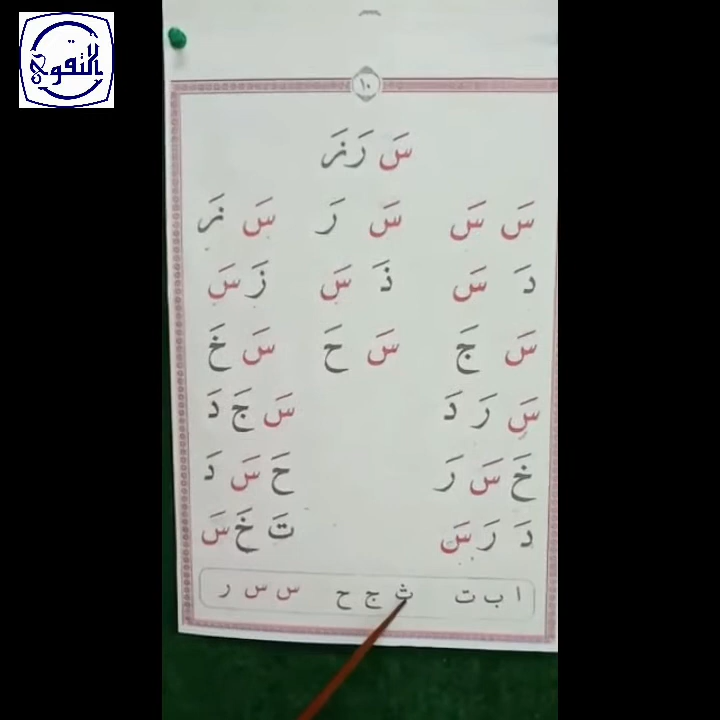 التقوى
١٠
سَ رَ زَ
سَ سَ سَ رَ سَ زَ
دَ سَ ذَ سَ زَ سَ
سَ جَ سَ حَ سَ خَ
سَ رَ دَ سَ جَ دَ
خَ سَ رَ حَ سَ دَ
دَ رَ سَ تَ خَ سَ
ا ب ت ث ج ح س س ر